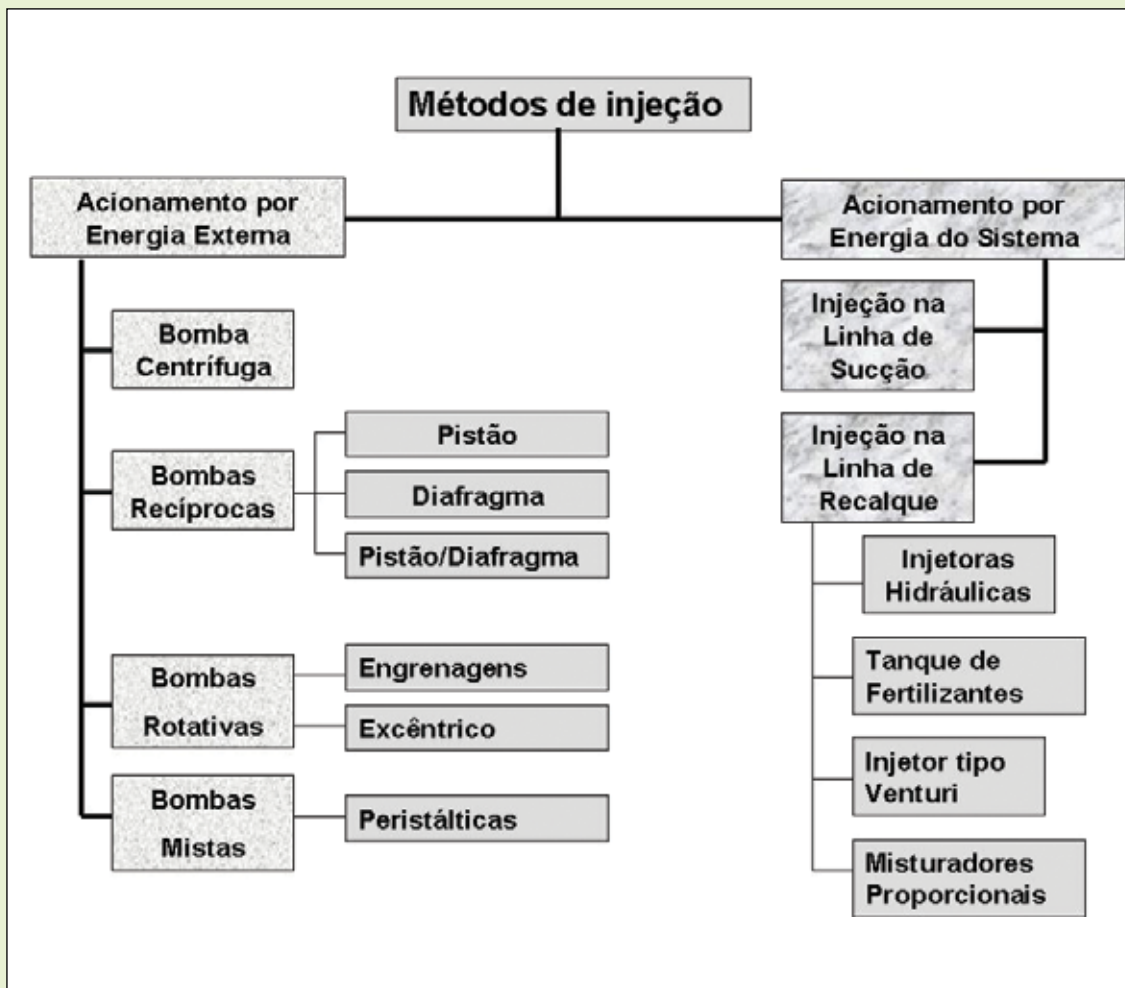 Métodos de injeção
Acionamento por
Energia Externa
Bomba
Centrífuga
Bombas
Recíprocas
Pistão
Diafragma
Pistão/Diafragma
Bombas
Rotativas
Engrenagens
Excêntrico
Bombas
Mistas
Peristálticas
Acionamento por
Energia do Sistema
Injeção na
Linha de
Sucção
Injeção na
Linha de
Recalque
Injetoras
Hidráulicas
Tanque de
Fertilizantes
Injetor tipo
Venturi
Misturadores
Proporcionais